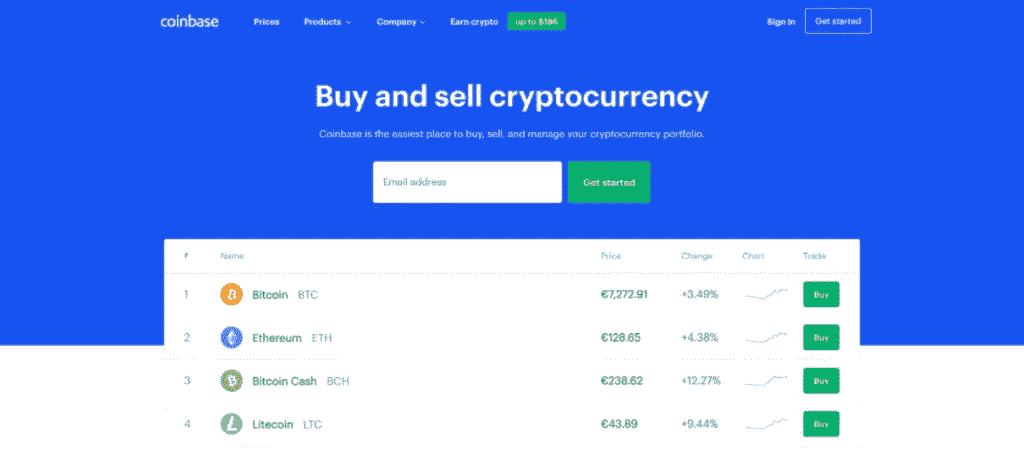 coinbase Prices Products Company Earn crypto up to $186 Sign in Get started
Buy and sell cryptocurrency
Coinbase is the easiest place to buy, sell, and manage your cryptocurrency portfolio.
Email address Get started
# Name Price Change Chart Trade
1 Bitcoin BTC €7,272.91 +3.49% Buy
2 Ethereum ETH €128.65 +4.38% Buy
3 Bitcoin Cash BCH €238.62 +12.27% Buy
4 Litecoin LTC €43.89 +9.44% Buy